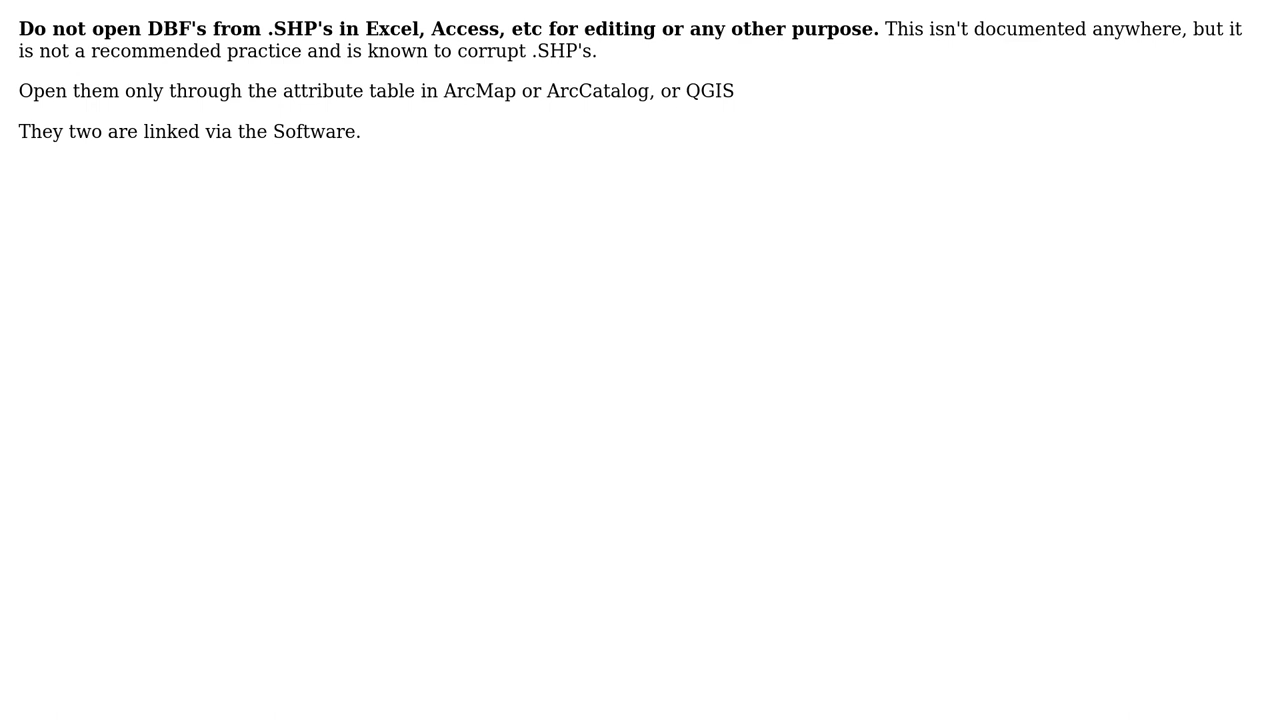 Do not open DBF's from .SHP's in Excel, Access, etc for editing or any other purpose. This isn't documented anywhere, but it
is not a recommended practice and is known to corrupt .SHP's.
Open them only through the attribute table in ArcMap or ArcCatalog, or QGIS
They two are linked via the Software.